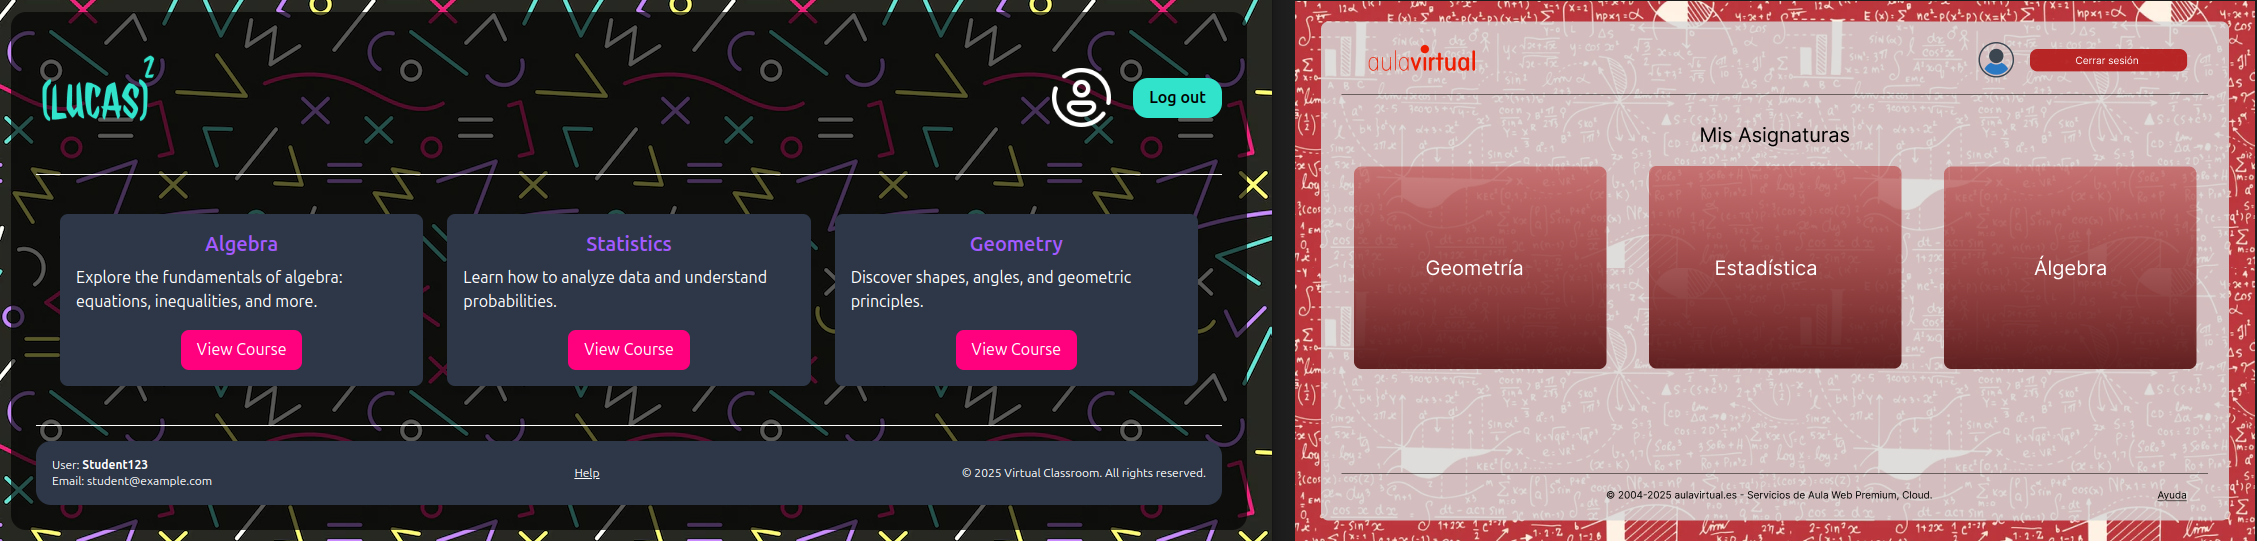 (LUCAS)²
Log out
Algebra
Explore the fundamentals of algebra:
equations, inequalities, and more.
View Course
Statistics
Learn how to analyze data and understand
probabilities.
View Course
Geometry
Discover shapes, angles, and geometric
principles.
View Course
User: Student123
Email: student@example.com
Help
© 2025 Virtual Classroom. All rights reserved.
aulavirtual
Cerrar sesión
Mis Asignaturas
Geometría
Estadística
Álgebra
© 2004-2025 aulavirtual.es - Servicios de Aula Web Premium, Cloud.
Ayuda